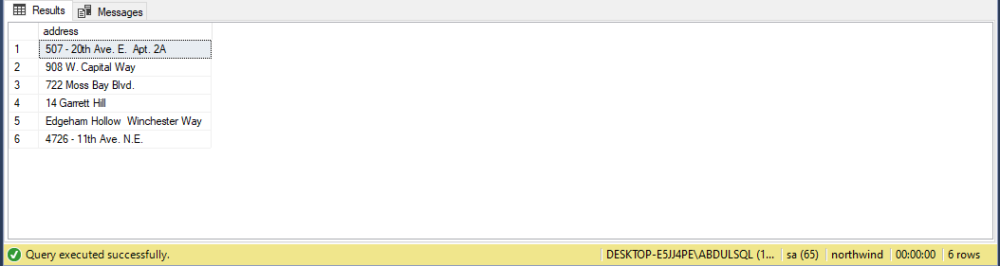 Results Messages
address
1 507 - 20th Ave. E. Apt. 2A
2 908 W. Capital Way
3 722 Moss Bay Blvd.
4 14 Garrett Hill
5 Edgeham Hollow Winchester Way
6 4726 - 11th Ave. N.E.
Query executed successfully. DESKTOP-E5JJ4PE\ABDULSQL (1... sa (65) northwind 00:00:00 6 rows